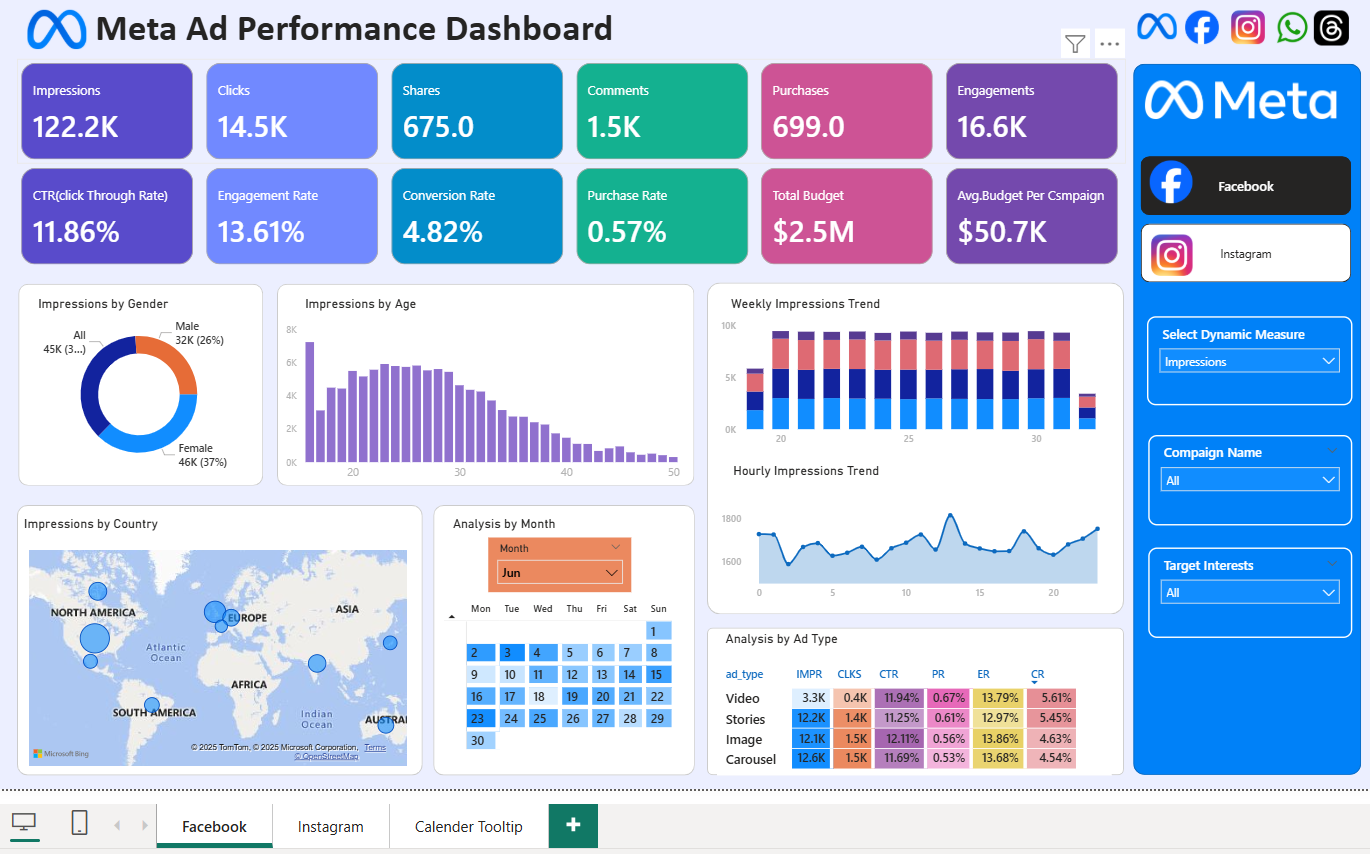 Meta Ad Performance Dashboard
Impressions
122.2K
Clicks
14.5K
Shares
675.0
Comments
1.5K
Purchases
699.0
Engagements
16.6K
CTR(click Through Rate)
11.86%
Engagement Rate
13.61%
Conversion Rate
4.82%
Purchase Rate
0.57%
Total Budget
$2.5M
Avg.Budget Per Csmpaign
$50.7K
Meta
Facebook
Instagram
Select Dynamic Measure
Impressions
Compaign Name
All
Target Interests
All
Impressions by Gender
All
45K (3...)
Male
32K (26%)
Female
46K (37%)
Impressions by Age
8K
6K
4K
2K
0K
20 30 40 50
Weekly Impressions Trend
10K
5K
0K
20 25 30
Hourly Impressions Trend
1800
1600
0 5 10 15 20
Impressions by Country
NORTH AMERICA
EUROPE
ASIA
Atlantic
Ocean
AFRICA
SOUTH AMERICA
Indian
Ocean
AUSTRAL
Microsoft Bing
© 2025 TomTom, © 2025 Microsoft Corporation, Terms
© OpenStreetMap
Analysis by Month
Month
Jun
Mon Tue Wed Thu Fri Sat Sun
1
2 3 4 5 6 7 8
9 10 11 12 13 14 15
16 17 18 19 20 21 22
23 24 25 26 27 28 29
30
Analysis by Ad Type
ad_type IMPR CLKS CTR PR ER CR
Video 3.3K 0.4K 11.94% 0.67% 13.79% 5.61%
Stories 12.2K 1.4K 11.25% 0.61% 12.97% 5.45%
Image 12.1K 1.5K 12.11% 0.56% 13.86% 4.63%
Carousel 12.6K 1.5K 11.69% 0.53% 13.68% 4.54%
Facebook
Instagram
Calender Tooltip
+